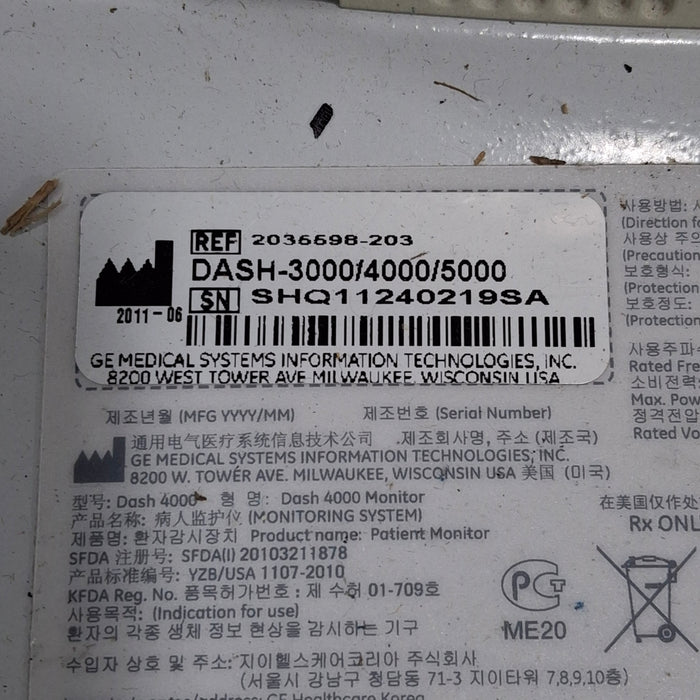 REF 2036698-203
DASH-3000/4000/5000
SN SHQ11240219SA
2011-06
GE MEDICAL SYSTEMS INFORMATION TECHNOLOGIES, INC.
8200 WEST TOWER AVE MILWAUKEE, WISCONSIN USA
제조년월 (MFG YYYY/MM) 제조번호 (Serial Number)
通用电气医疗系统信息技术公司 .제조회사명, 주소 (제조국)
GE MEDICAL SYSTEMS INFORMATION TECHNOLOGIES, INC.
8200 W. TOWER AVE. MILWAUKEE, WISCONSIN USA 美国 (미국)
型号: Dash 4000 형 명: Dash 4000 Monitor
产品名称: 病人监护仪 (MONITORING SYSTEM)
제품명: 환자감시장치 Product name: Patient Monitor
SFDA 注册号: SFDA(I) 20103211878
产品标准编号: YZB/USA 1107-2010
KFDA Reg. No. 품목허가번호: 제 수허 01-709호
사용목적: (Indication for use)
환자의 각종 생체 정보 현상을 감시하는 기구
수입자 상호 및 주소: 지이헬스케어코리아 주식회사
(서울시 강남구 청담동 71-3 지이타워 7,8,9,10층)
GE Healthcare Korea
사용방법:
(Direction for
사용상 주의
(Precaution
보호형식:
(Protection
보호정도:
(Protection
사용주파수
Rated Fre
소비전력
Max. Pow
정격전압
Rated Vo
在美国仅作处
Rx ONL
PCT
ME20